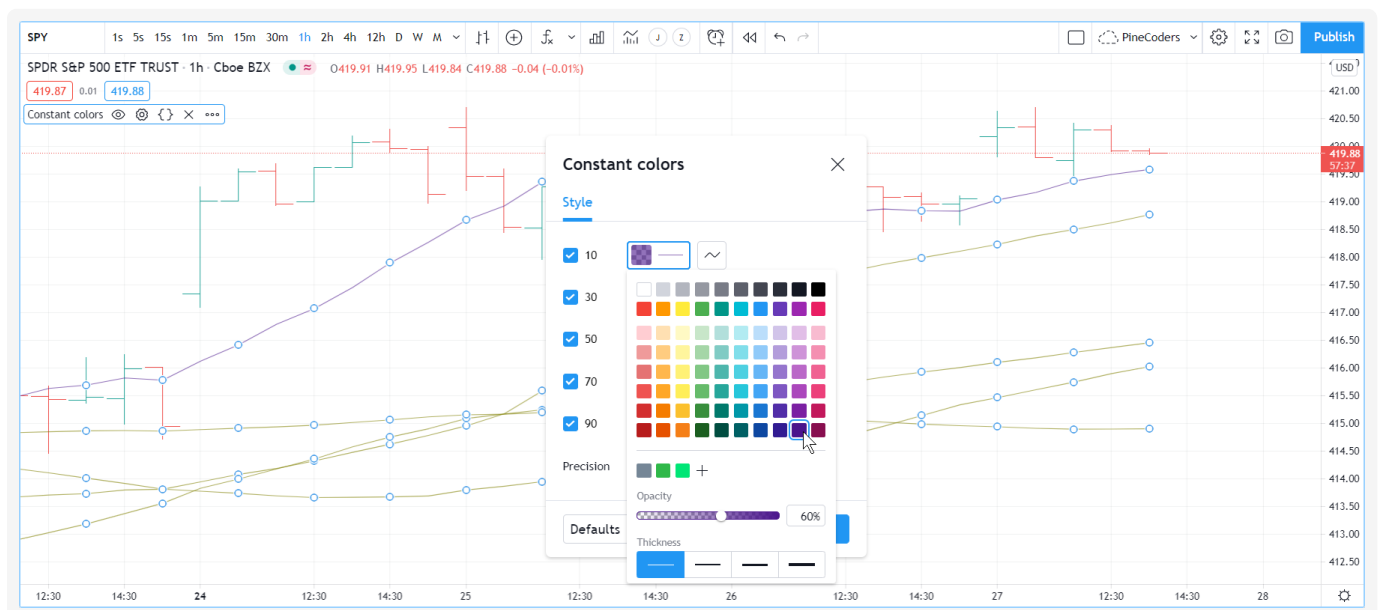 SPY 1s 5s 15s 1m 5m 15m 30m 1h 2h 4h 12h D W M J Z PineCoders Publish
SPDR S&P 500 ETF TRUST · 1h · Cboe BZX O419.91 H419.95 L419.84 C419.88 −0.04 (−0.01%)
USD
419.87 0.01 419.88
421.00
Constant colors
420.50
420.00
419.88
57:37
419.50
419.00
418.50
418.00
417.50
417.00
416.50
416.00
415.50
415.00
414.50
414.00
413.50
413.00
412.50
Constant colors
Style
10
30
50
70
90
Precision
Opacity
60%
Defaults
Thickness
12:30 14:30 24 12:30 14:30 25 12:30 14:30 26 12:30 14:30 27 12:30 14:30 28